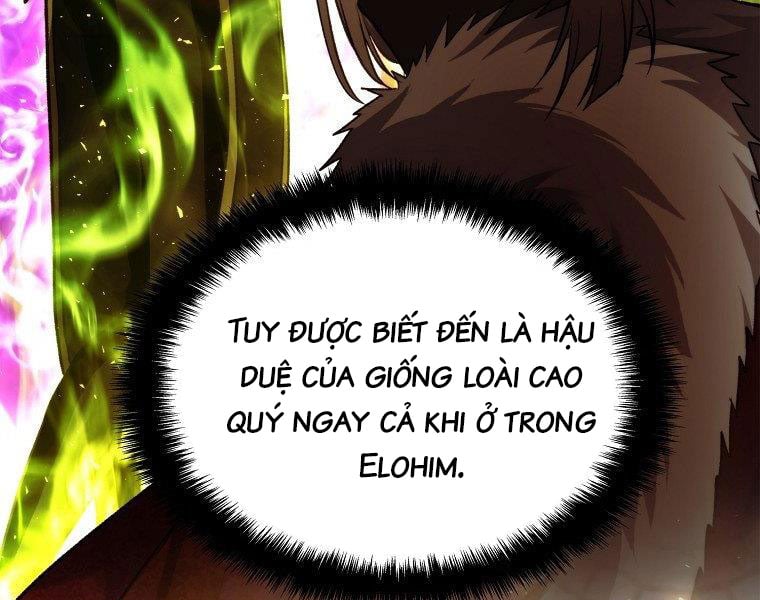 TUY ĐƯỢC BIẾT ĐẾN LÀ HẬU
DUỆ CỦA GIỐNG LOÀI CAO
QUÝ NGAY CẢ KHI Ở TRONG
ELOHIM.